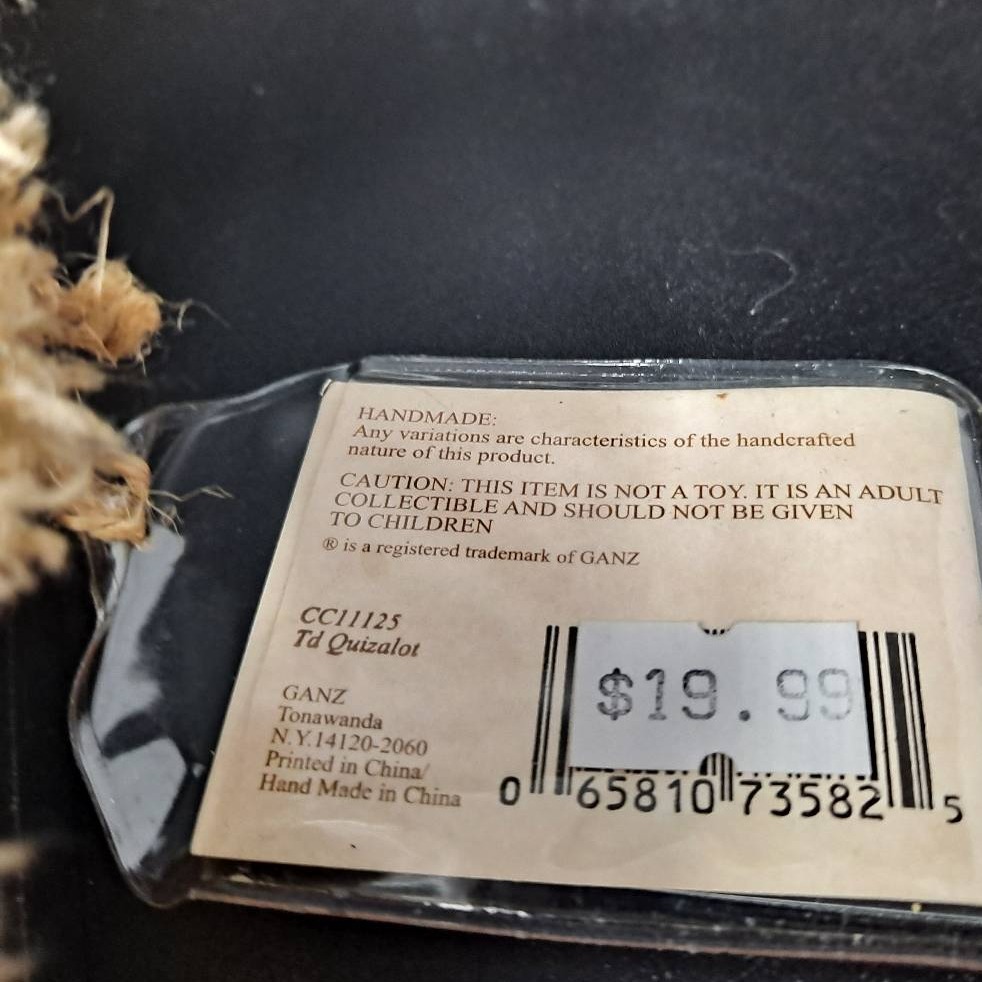 HANDMADE:
Any variations are characteristics of the handcrafted
nature of this product.
CAUTION: THIS ITEM IS NOT A TOY. IT IS AN ADULT
COLLECTIBLE AND SHOULD NOT BE GIVEN
TO CHILDREN
® is a registered trademark of GANZ
CC11125
Td Quizalot
GANZ
Tonawanda
N.Y.14120-2060
Printed in China/
Hand Made in China
$19.99
0 65810 73582 5